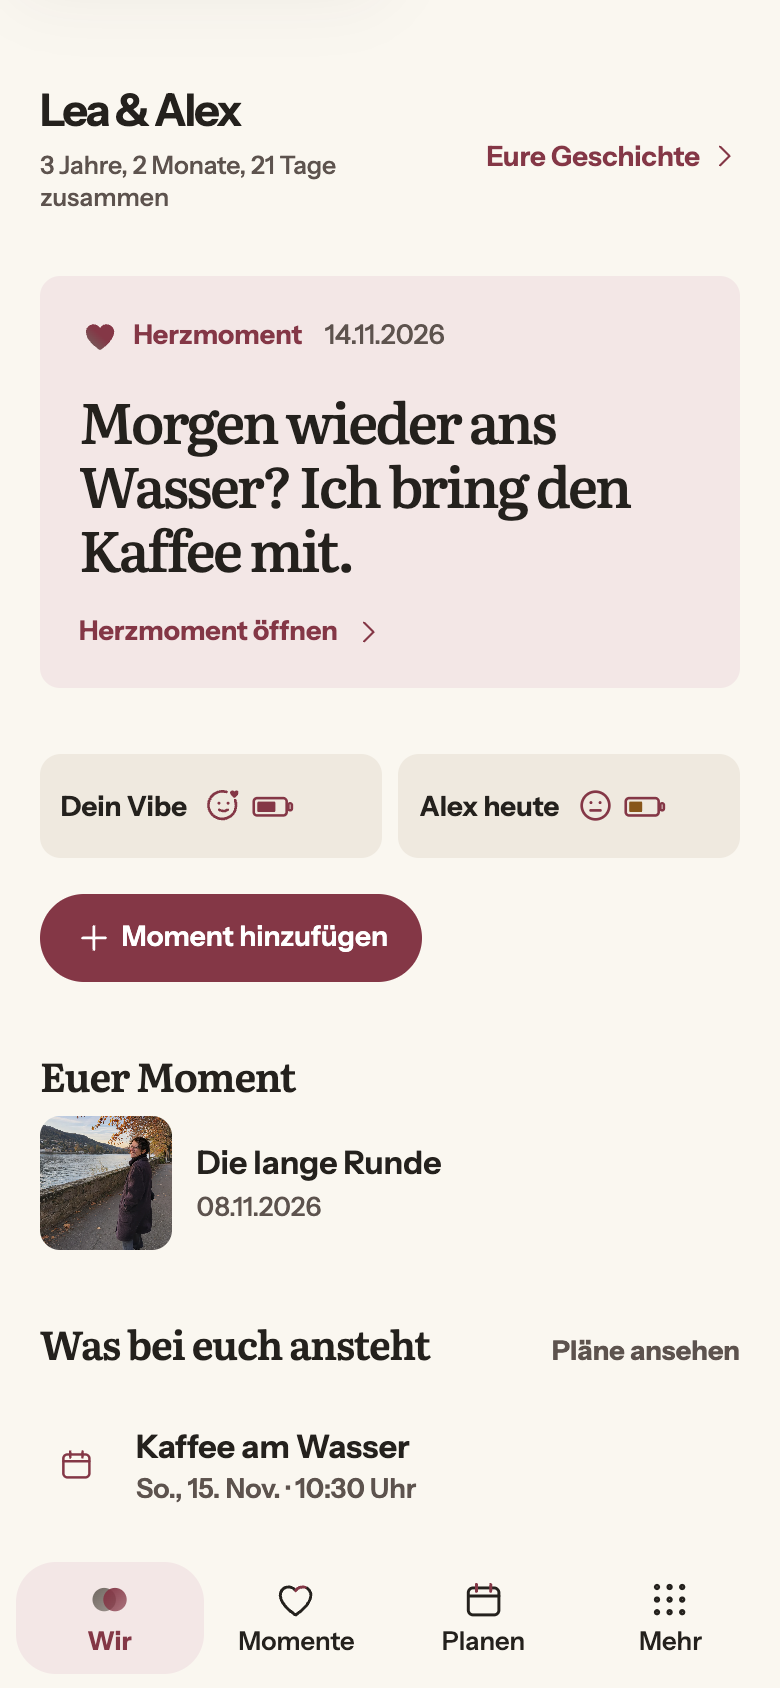 Lea & Alex
3 Jahre, 2 Monate, 21 Tage
zusammen
Eure Geschichte
Herzmoment 14.11.2026
Morgen wieder ans
Wasser? Ich bring den
Kaffee mit.
Herzmoment öffnen
Dein Vibe
Alex heute
Moment hinzufügen
Euer Moment
Die lange Runde
08.11.2026
Was bei euch ansteht
Pläne ansehen
Kaffee am Wasser
So., 15. Nov. · 10:30 Uhr
Wir
Momente
Planen
Mehr